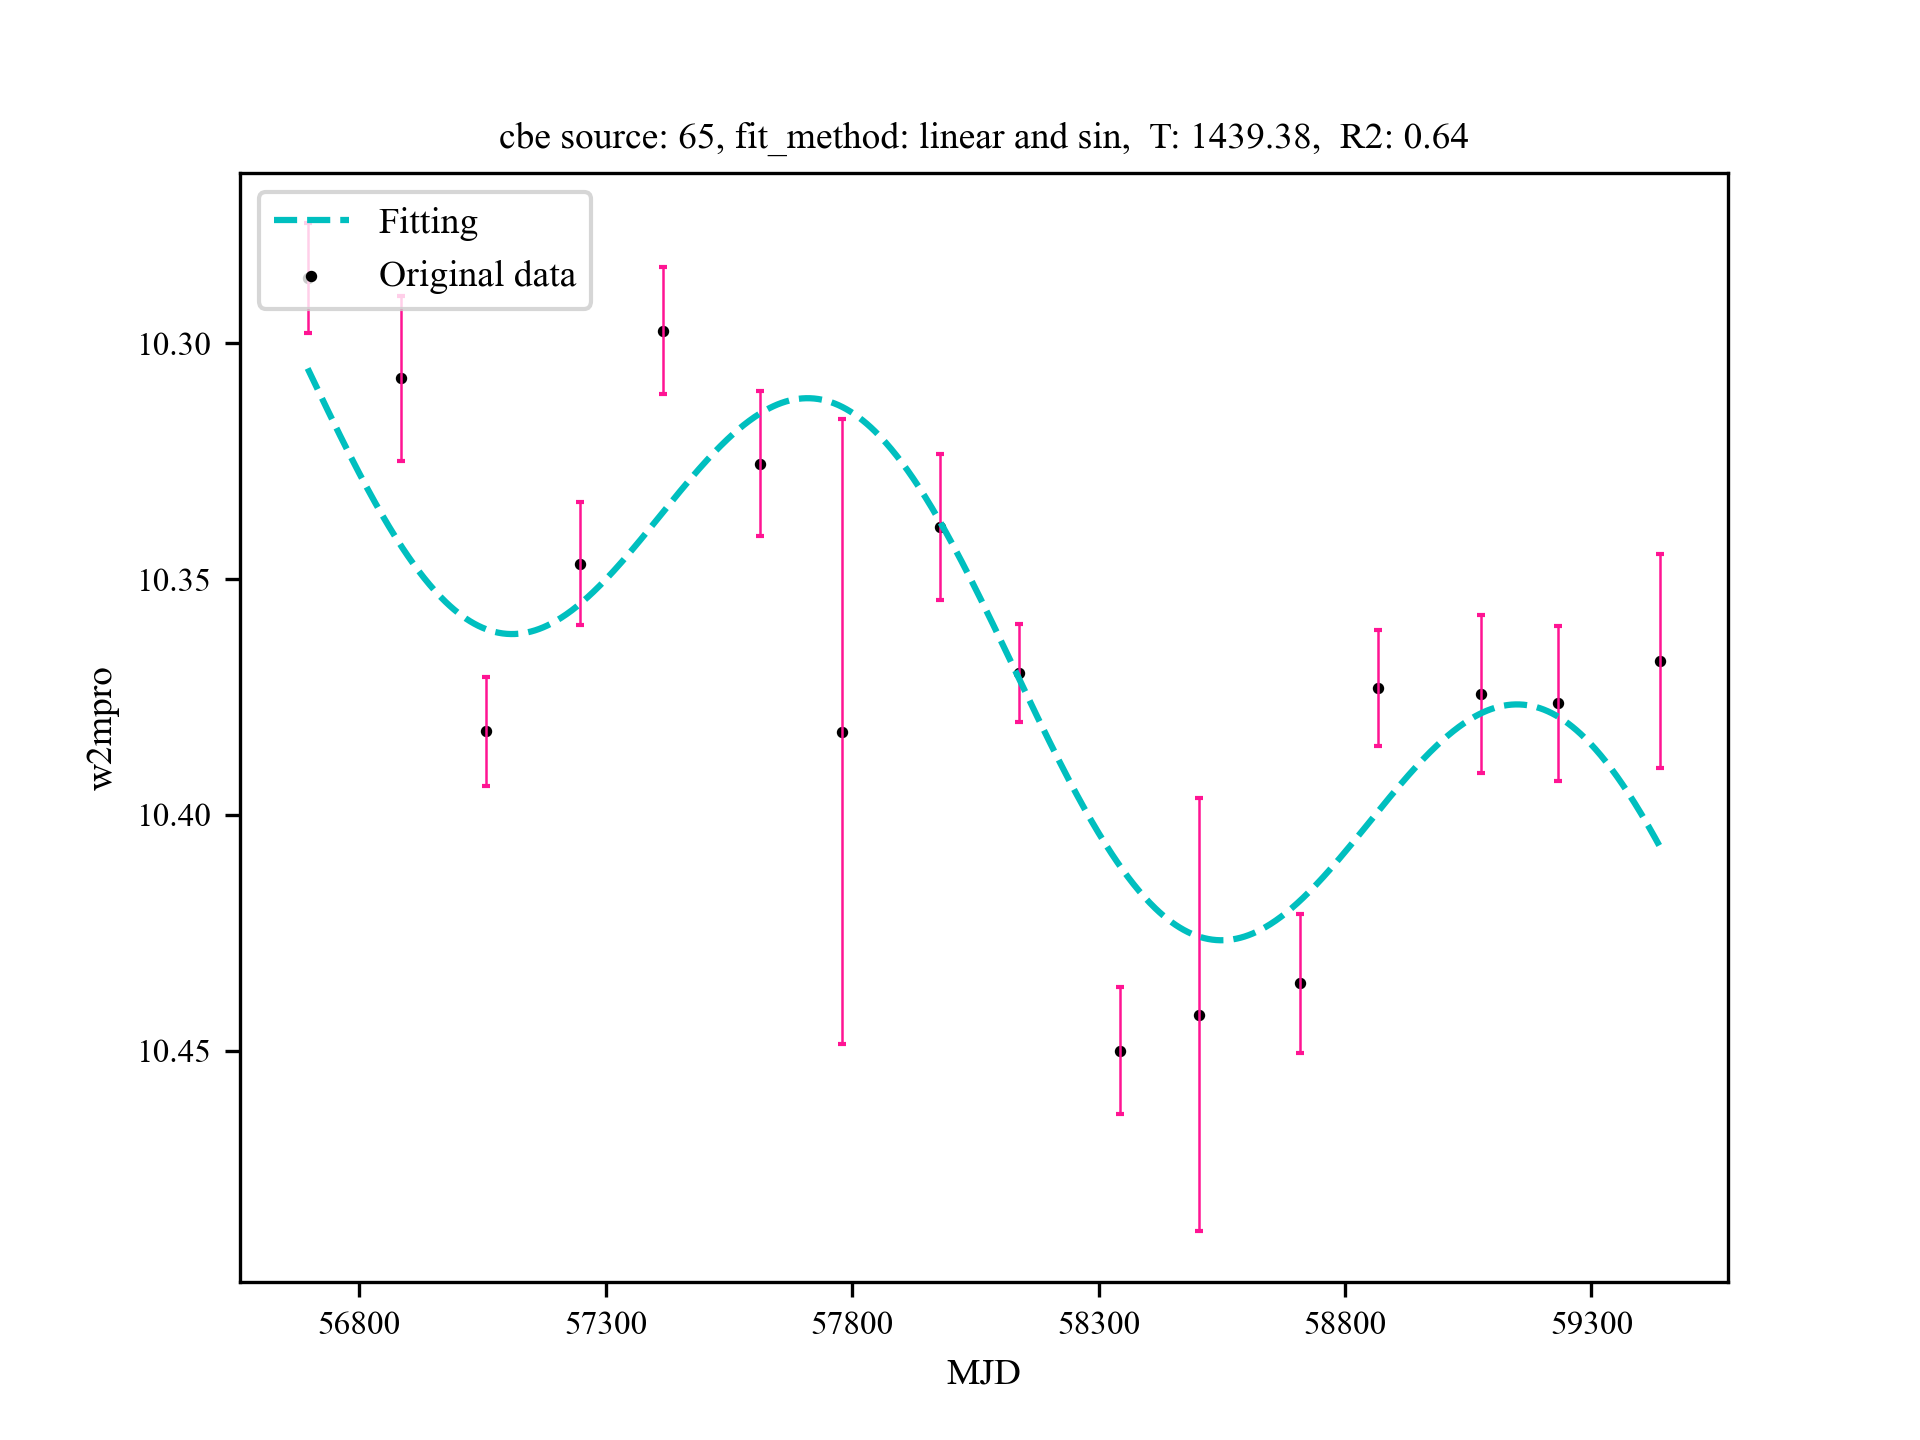 cbe source: 65, fit_method: linear and sin,  T: 1439.38,  R2: 0.64
Fitting
Original data
10.30
10.35
10.40
10.45
w2mpro
56800 57300 57800 58300 58800 59300
MJD